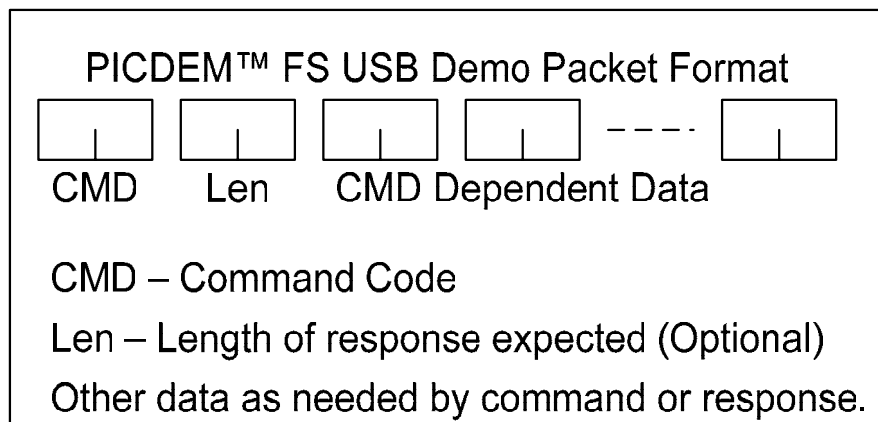 PICDEM™ FS USB Demo Packet Format
CMD Len CMD Dependent Data
CMD – Command Code
Len – Length of response expected (Optional)
Other data as needed by command or response.